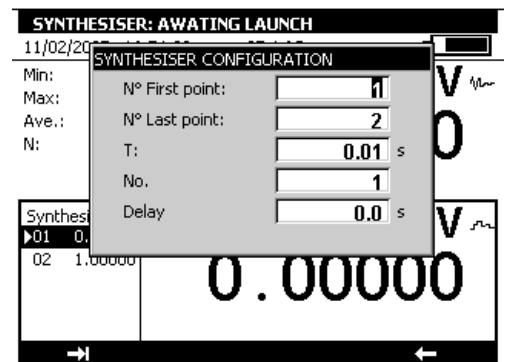 SYNTHESISER: AWATING LAUNCH
11/02/20
SYNTHESISER CONFIGURATION
Min:
Max:
Ave.:
N:
N° First point: 1
N° Last point: 2
T: 0.01 s
No. 1
Delay 0.0 s
V
0
Synthesi
01 0.
02 1.00000
V
0.00000